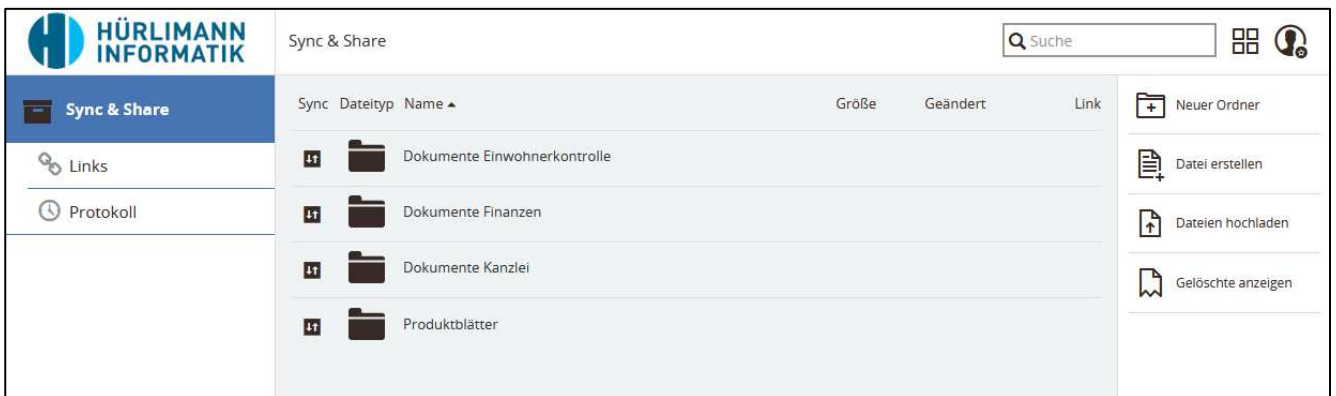 HÜRLIMANN
INFORMATIK
Sync & Share
Suche
Sync & Share
Links
Protokoll
Sync Dateityp Name Größe Geändert Link
Dokumente Einwohnerkontrolle
Dokumente Finanzen
Dokumente Kanzlei
Produktblätter
Neuer Ordner
Datei erstellen
Dateien hochladen
Gelöschte anzeigen